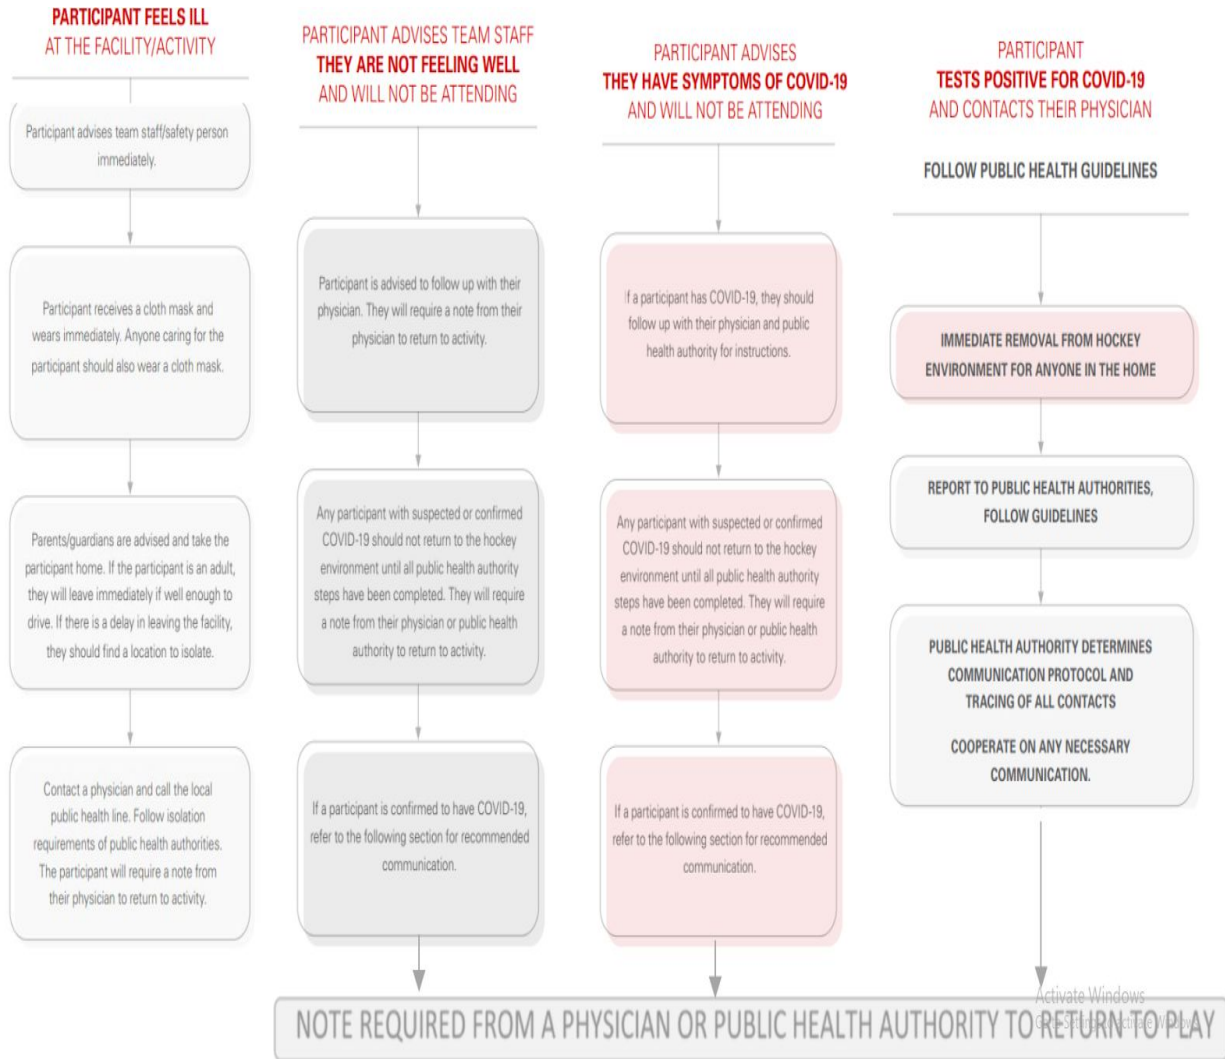 PARTICIPANT FEELS ILL
AT THE FACILITY/ACTIVITY
Participant advises team staff/safety person
immediately.
Participant receives a cloth mask and
wears immediately. Anyone caring for the
participant should also wear a cloth mask.
Parents/guardians are advised and take the
participant home. If the participant is an adult,
they will leave immediately if well enough to
drive. If there is a delay in leaving the facility,
they should find a location to isolate.
Contact a physician and call the local
public health line. Follow isolation
requirements of public health authorities.
The participant will require a note from
their physician to return to activity.
PARTICIPANT ADVISES TEAM STAFF
THEY ARE NOT FEELING WELL
AND WILL NOT BE ATTENDING
Participant is advised to follow up with their
physician. They will require a note from their
physician to return to activity.
Any participant with suspected or confirmed
COVID-19 should not return to the hockey
environment until all public health authority
steps have been completed. They will require
a note from their physician or public health
authority to return to activity.
If a participant is confirmed to have COVID-19,
refer to the following section for recommended
communication.
PARTICIPANT ADVISES
THEY HAVE SYMPTOMS OF COVID-19
AND WILL NOT BE ATTENDING
If a participant has COVID-19, they should
follow up with their physician and public
health authority for instructions.
Any participant with suspected or confirmed
COVID-19 should not return to the hockey
environment until all public health authority
steps have been completed. They will require
a note from their physician or public health
authority to return to activity.
If a participant is confirmed to have COVID-19,
refer to the following section for recommended
communication.
PARTICIPANT
TESTS POSITIVE FOR COVID-19
AND CONTACTS THEIR PHYSICIAN
FOLLOW PUBLIC HEALTH GUIDELINES
IMMEDIATE REMOVAL FROM HOCKEY
ENVIRONMENT FOR ANYONE IN THE HOME
REPORT TO PUBLIC HEALTH AUTHORITIES,
FOLLOW GUIDELINES
PUBLIC HEALTH AUTHORITY DETERMINES
COMMUNICATION PROTOCOL AND
TRACING OF ALL CONTACTS
COOPERATE ON ANY NECESSARY
COMMUNICATION.
Activate Windows
NOTE REQUIRED FROM A PHYSICIAN OR PUBLIC HEALTH AUTHORITY TO RETURN TO PLAY